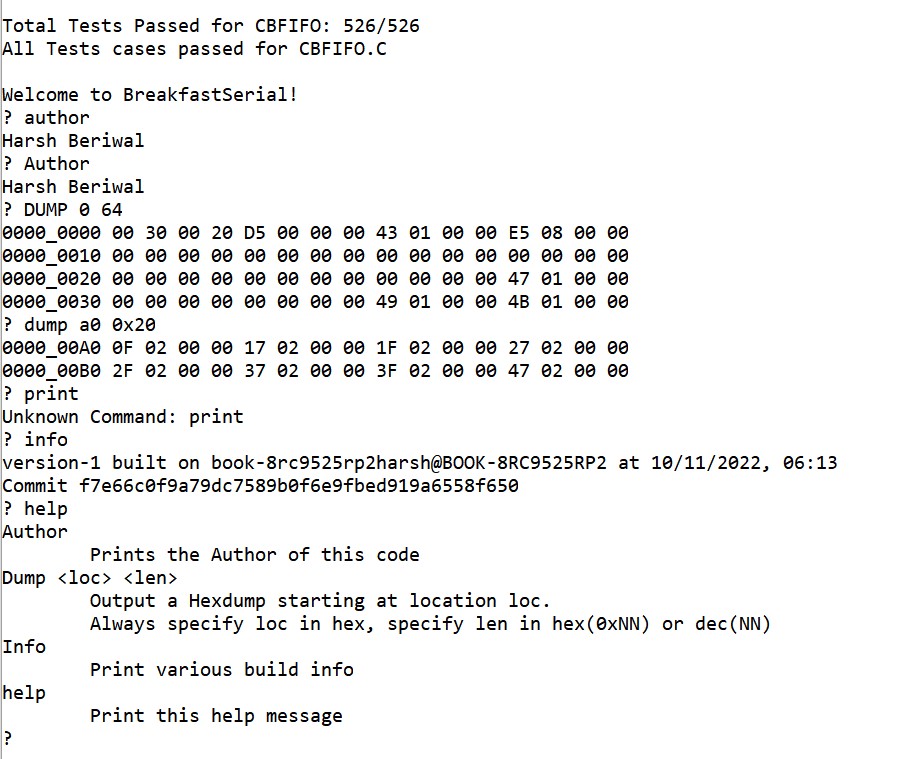 Total Tests Passed for CBFIFO: 526/526
All Tests cases passed for CBFIFO.C
Welcome to BreakfastSerial!
? author
Harsh Beriwal
? Author
Harsh Beriwal
? DUMP 0 64
0000_0000 00 30 00 20 D5 00 00 00 43 01 00 00 E5 08 00 00
0000_0010 00 00 00 00 00 00 00 00 00 00 00 00 00 00 00 00
0000_0020 00 00 00 00 00 00 00 00 00 00 00 00 47 01 00 00
0000_0030 00 00 00 00 00 00 00 00 49 01 00 00 4B 01 00 00
? dump a0 0x20
0000_00A0 0F 02 00 00 17 02 00 00 1F 02 00 00 27 02 00 00
0000_00B0 2F 02 00 00 37 02 00 00 3F 02 00 00 47 02 00 00
? print
Unknown Command: print
? info
version-1 built on book-8rc9525rp2harsh@BOOK-8RC9525RP2 at 10/11/2022, 06:13
Commit f7e66c0f9a79dc7589b0f6e9fbed919a6558f650
? help
Author
        Prints the Author of this code
Dump <loc> <len>
        Output a Hexdump starting at location loc.
        Always specify loc in hex, specify len in hex(0xNN) or dec(NN)
Info
        Print various build info
help
        Print this help message
?